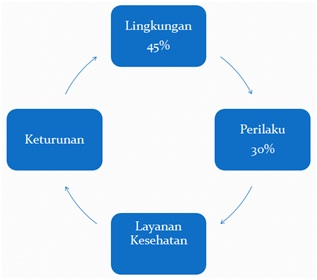 Lingkungan
45%
Perilaku
30%
Layanan
Kesehatan
Keturunan